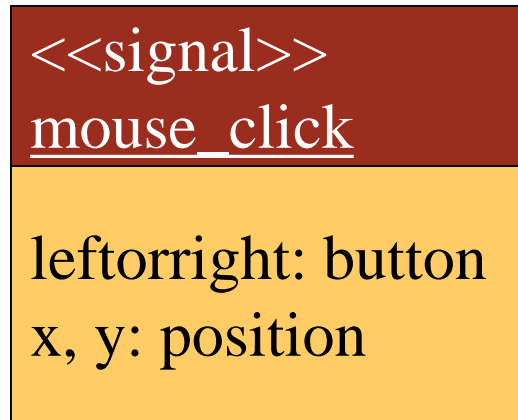 <<signal>>
mouse_click
leftorright: button
x, y: position